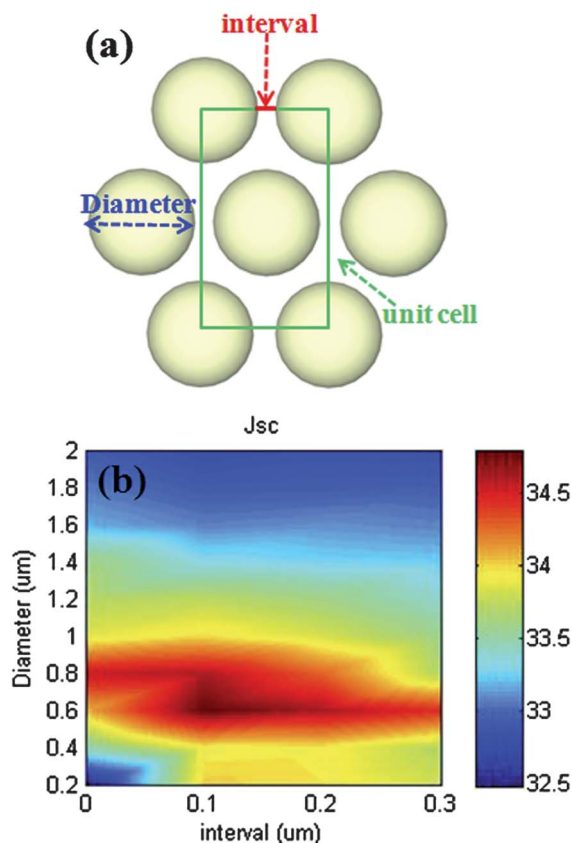 (a)
interval
Diameter
unit cell
Jsc
(b)
Diameter (um)
2
1.8
1.6
1.4
1.2
1
0.8
0.6
0.4
0.2
0 0.1 0.2 0.3
interval (um)
34.5
34
33.5
33
32.5